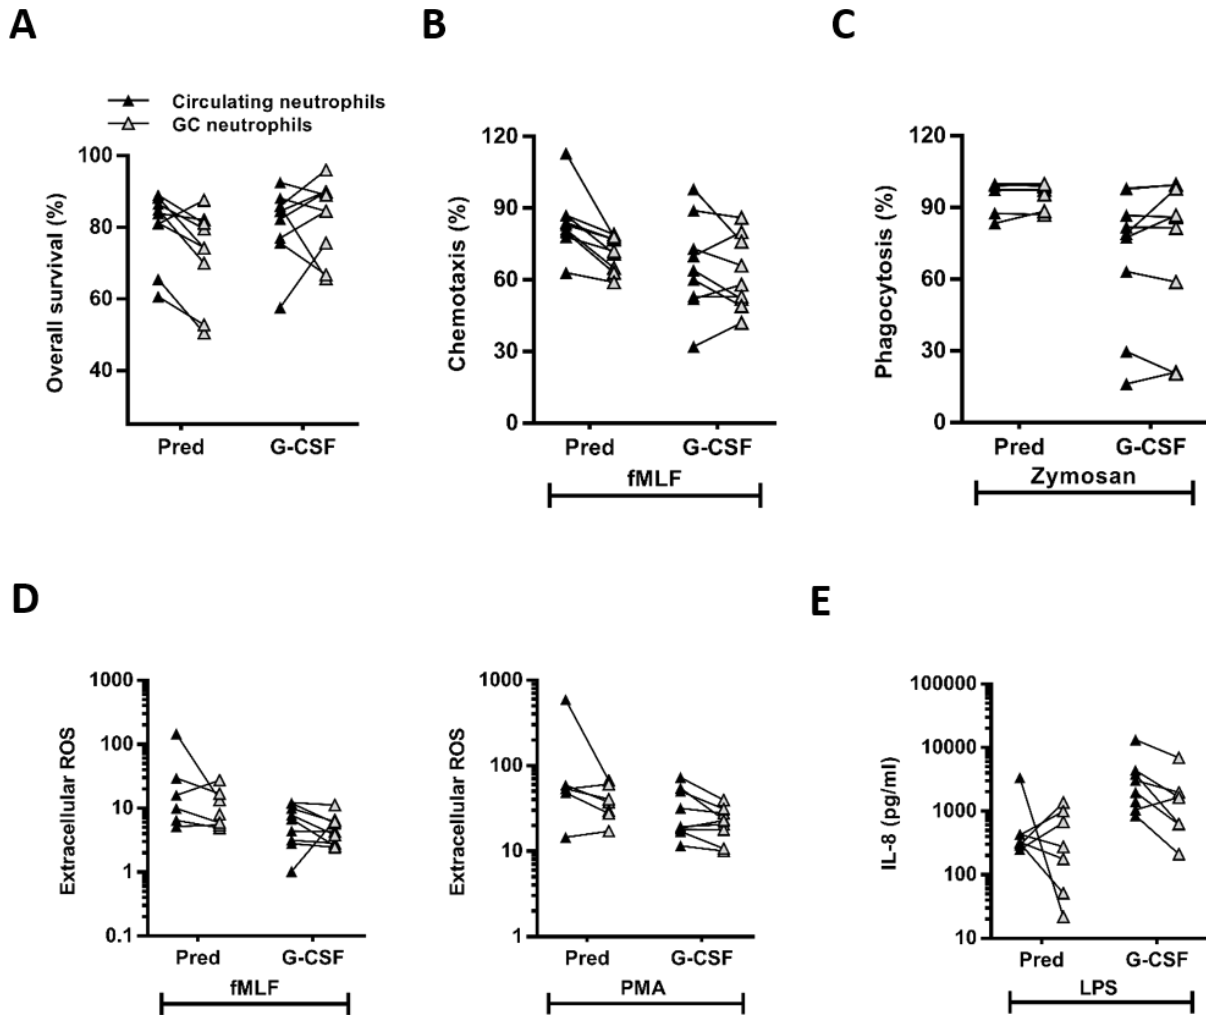 A
B
C
Circulating neutrophils
GC neutrophils
Overall survival (%)
100
80
60
40
Pred
G-CSF
Chemotaxis (%)
120
90
60
30
0
Pred
G-CSF
fMLF
Phagocytosis (%)
120
90
60
30
0
Pred
G-CSF
Zymosan
D
E
Extracellular ROS
1000
100
10
1
0.1
Pred
G-CSF
fMLF
Extracellular ROS
1000
100
10
1
Pred
G-CSF
PMA
IL-8 (pg/ml)
100000
10000
1000
100
10
Pred
G-CSF
LPS